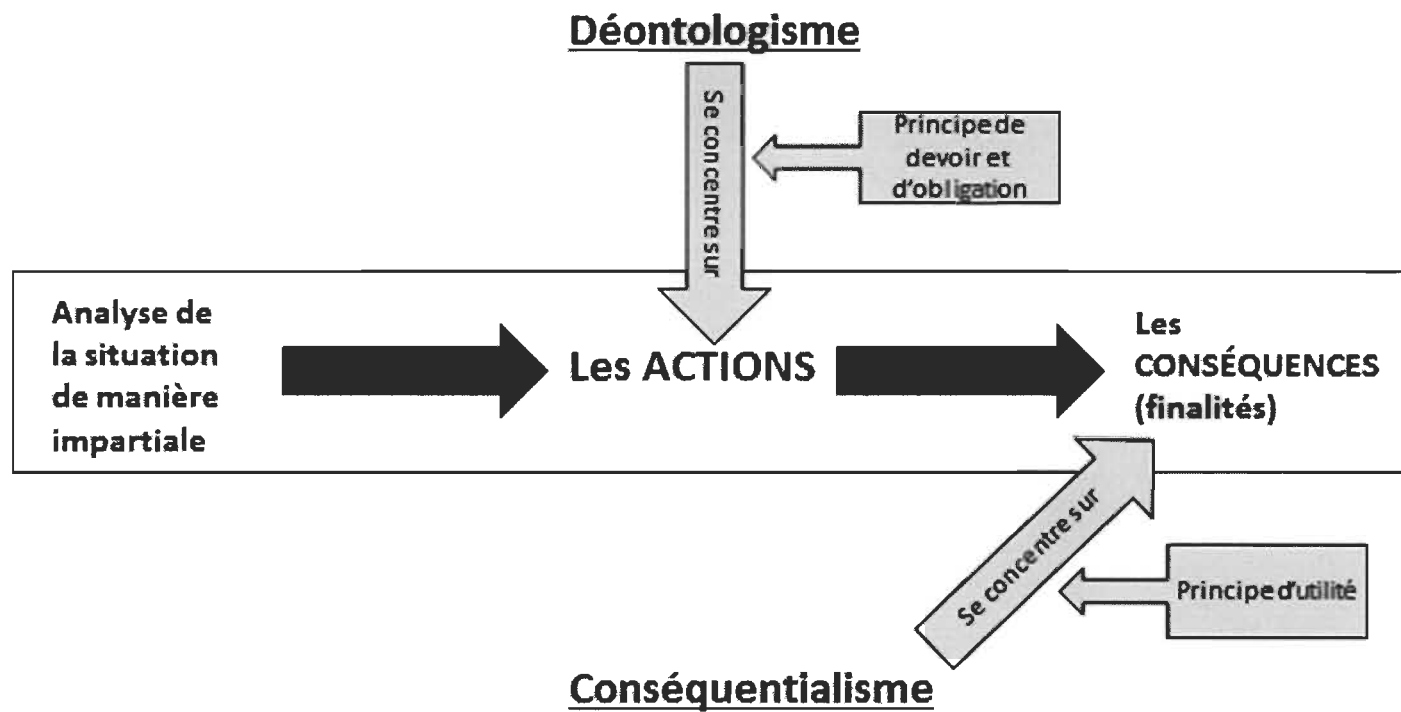 Déontologisme
Se concentre sur
Principe de
devoir et
d'obligation
Analyse de
la situation
de manière
impartiale
Les ACTIONS
Les
CONSÉQUENCES
(finalités)
Se concentre sur
Principe d'utilité
Conséquentialisme